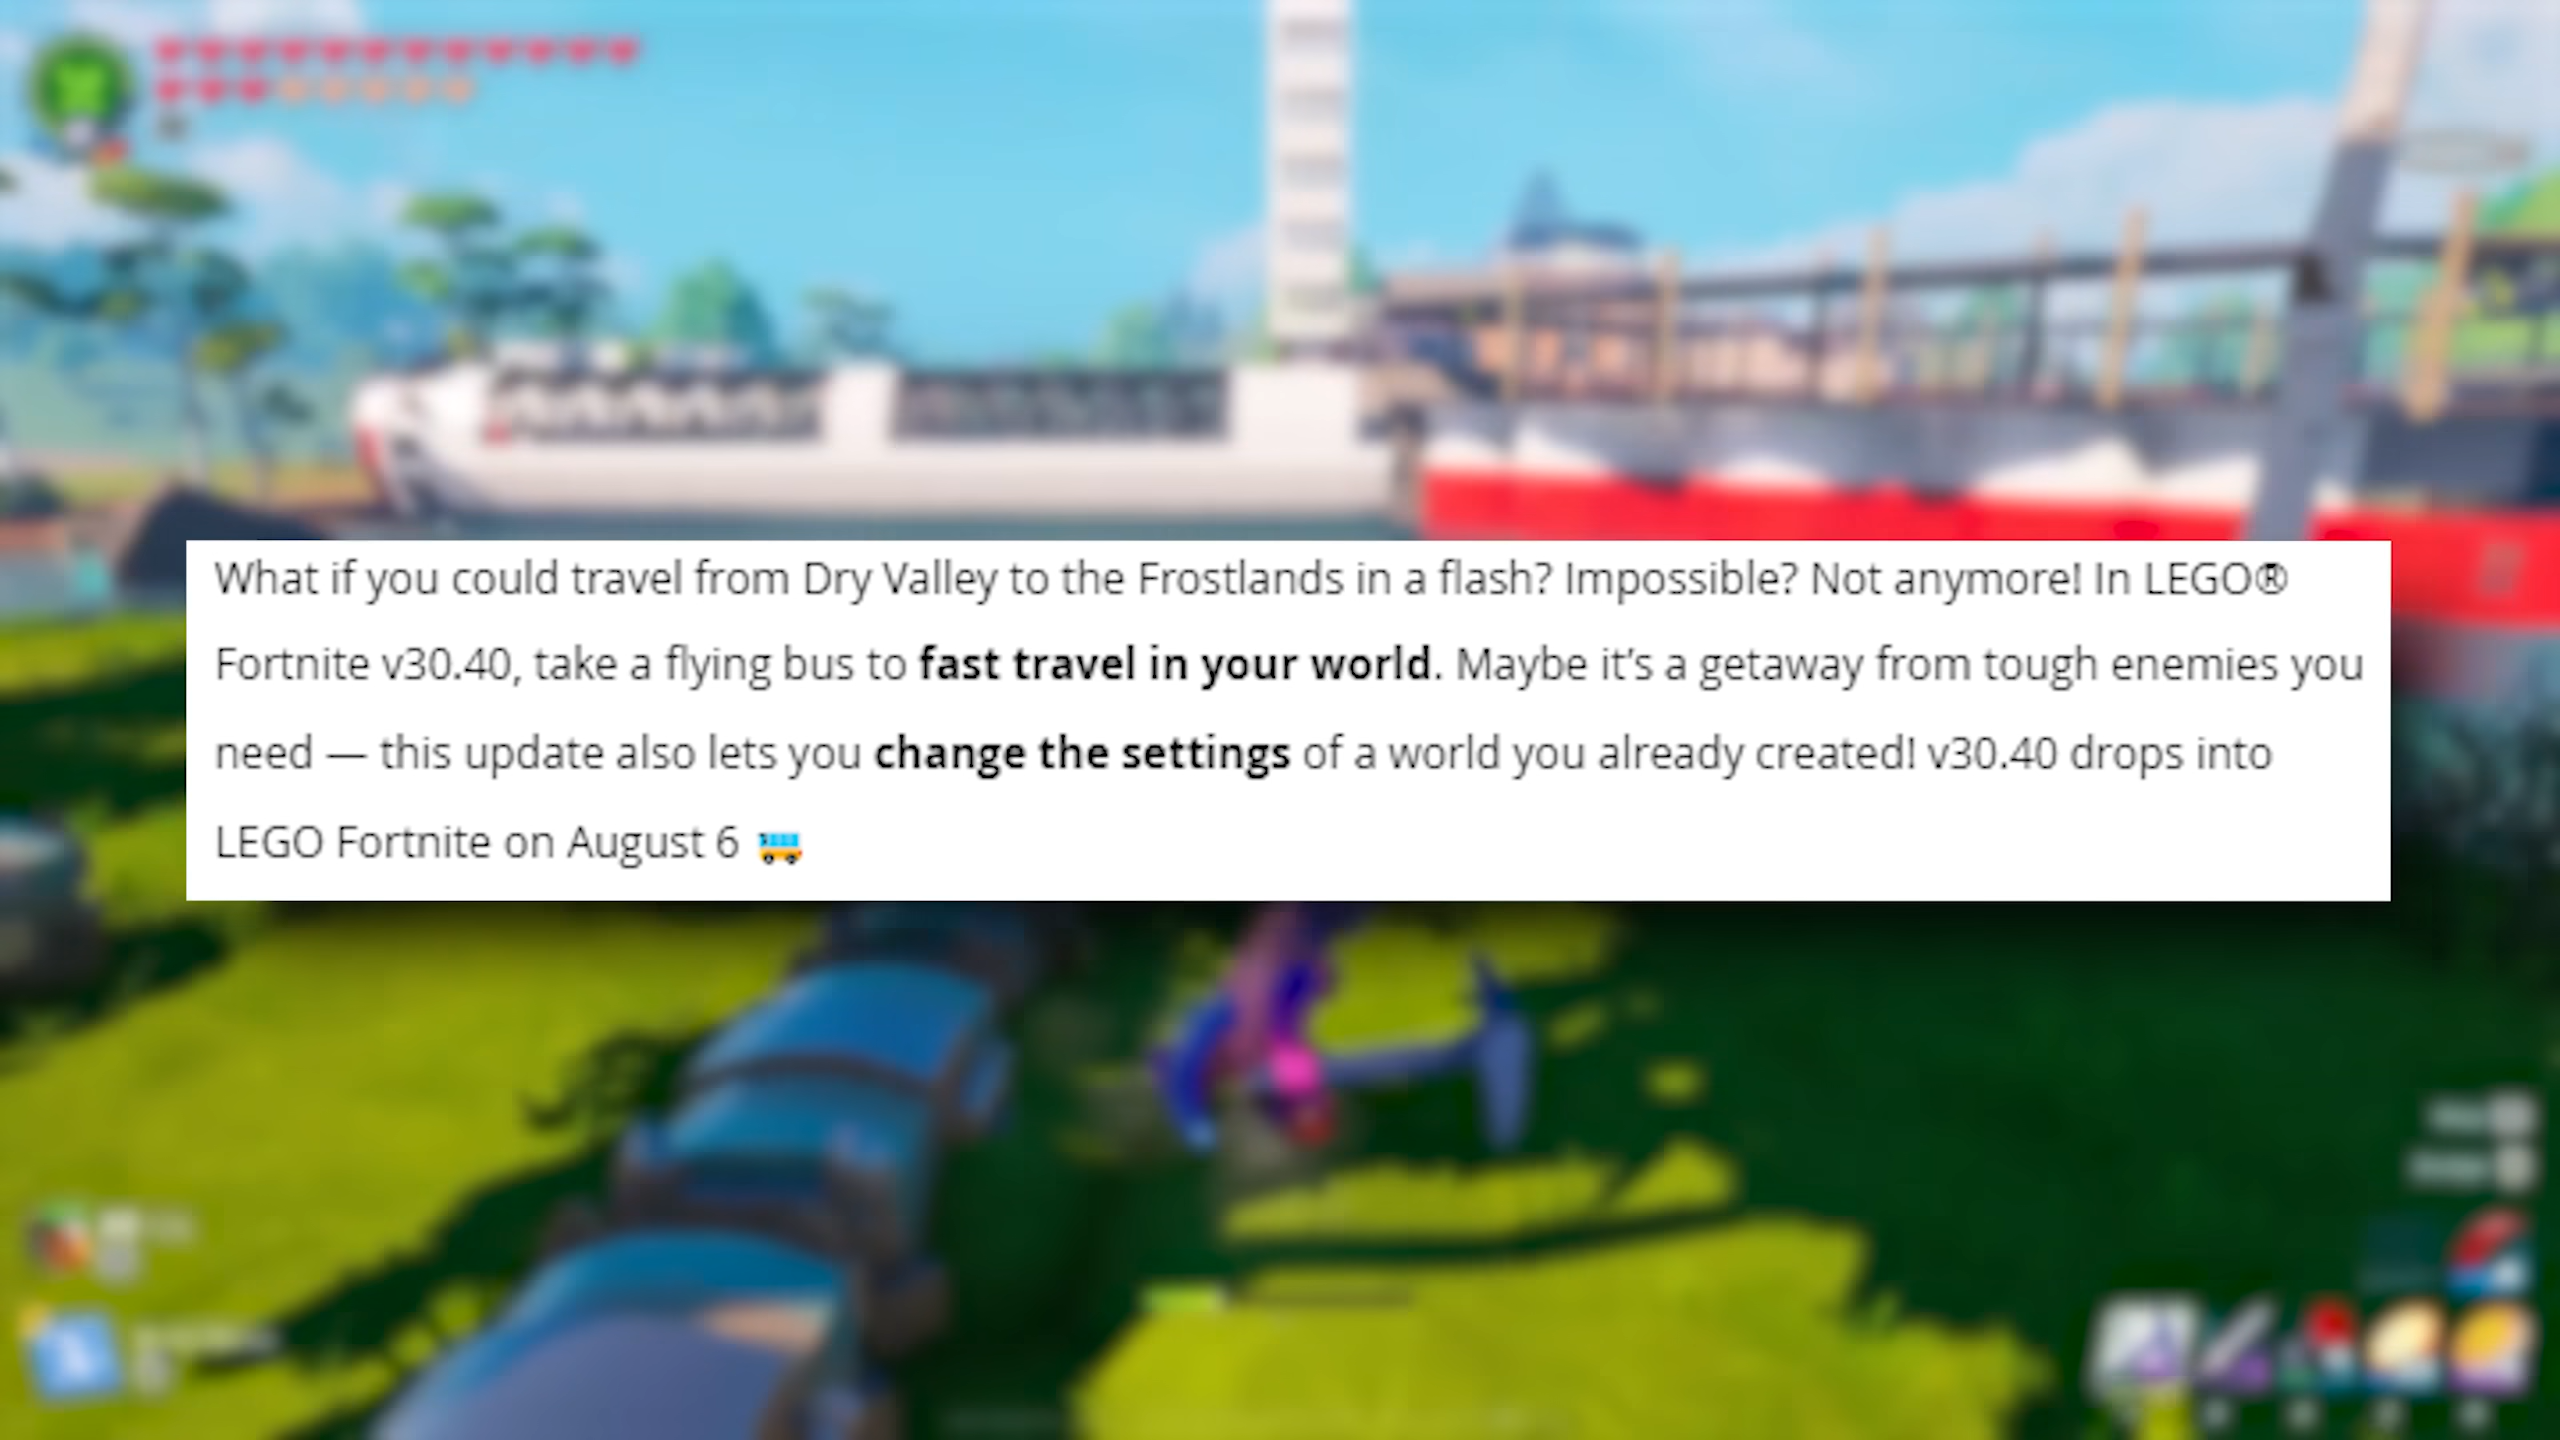 What if you could travel from Dry Valley to the Frostlands in a flash? Impossible? Not anymore! In LEGO®
Fortnite v30.40, take a flying bus to fast travel in your world. Maybe it’s a getaway from tough enemies you
need — this update also lets you change the settings of a world you already created! v30.40 drops into
LEGO Fortnite on August 6